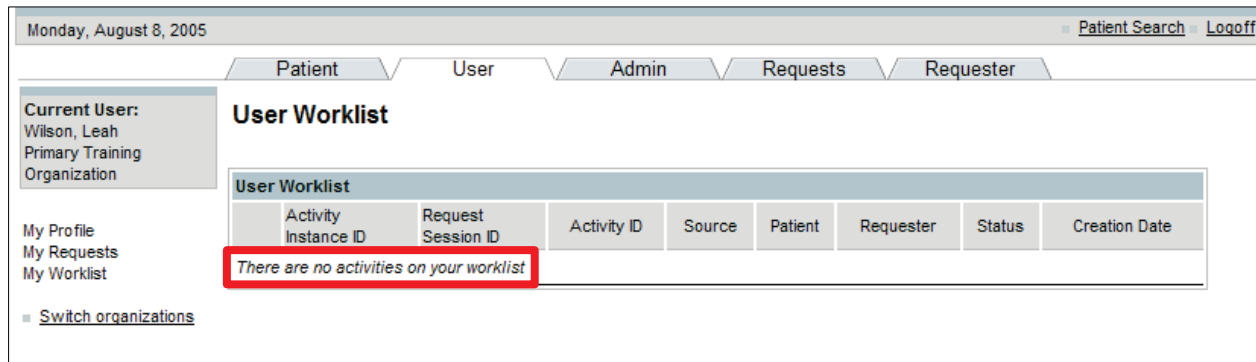 Monday, August 8, 2005
Patient Search
Logoff
Patient
User
Admin
Requests
Requester
Current User:
Wilson, Leah
Primary Training
Organization
My Profile
My Requests
My Worklist
Switch organizations
User Worklist
User Worklist
Activity
Instance ID
Request
Session ID
Activity ID
Source
Patient
Requester
Status
Creation Date
There are no activities on your worklist